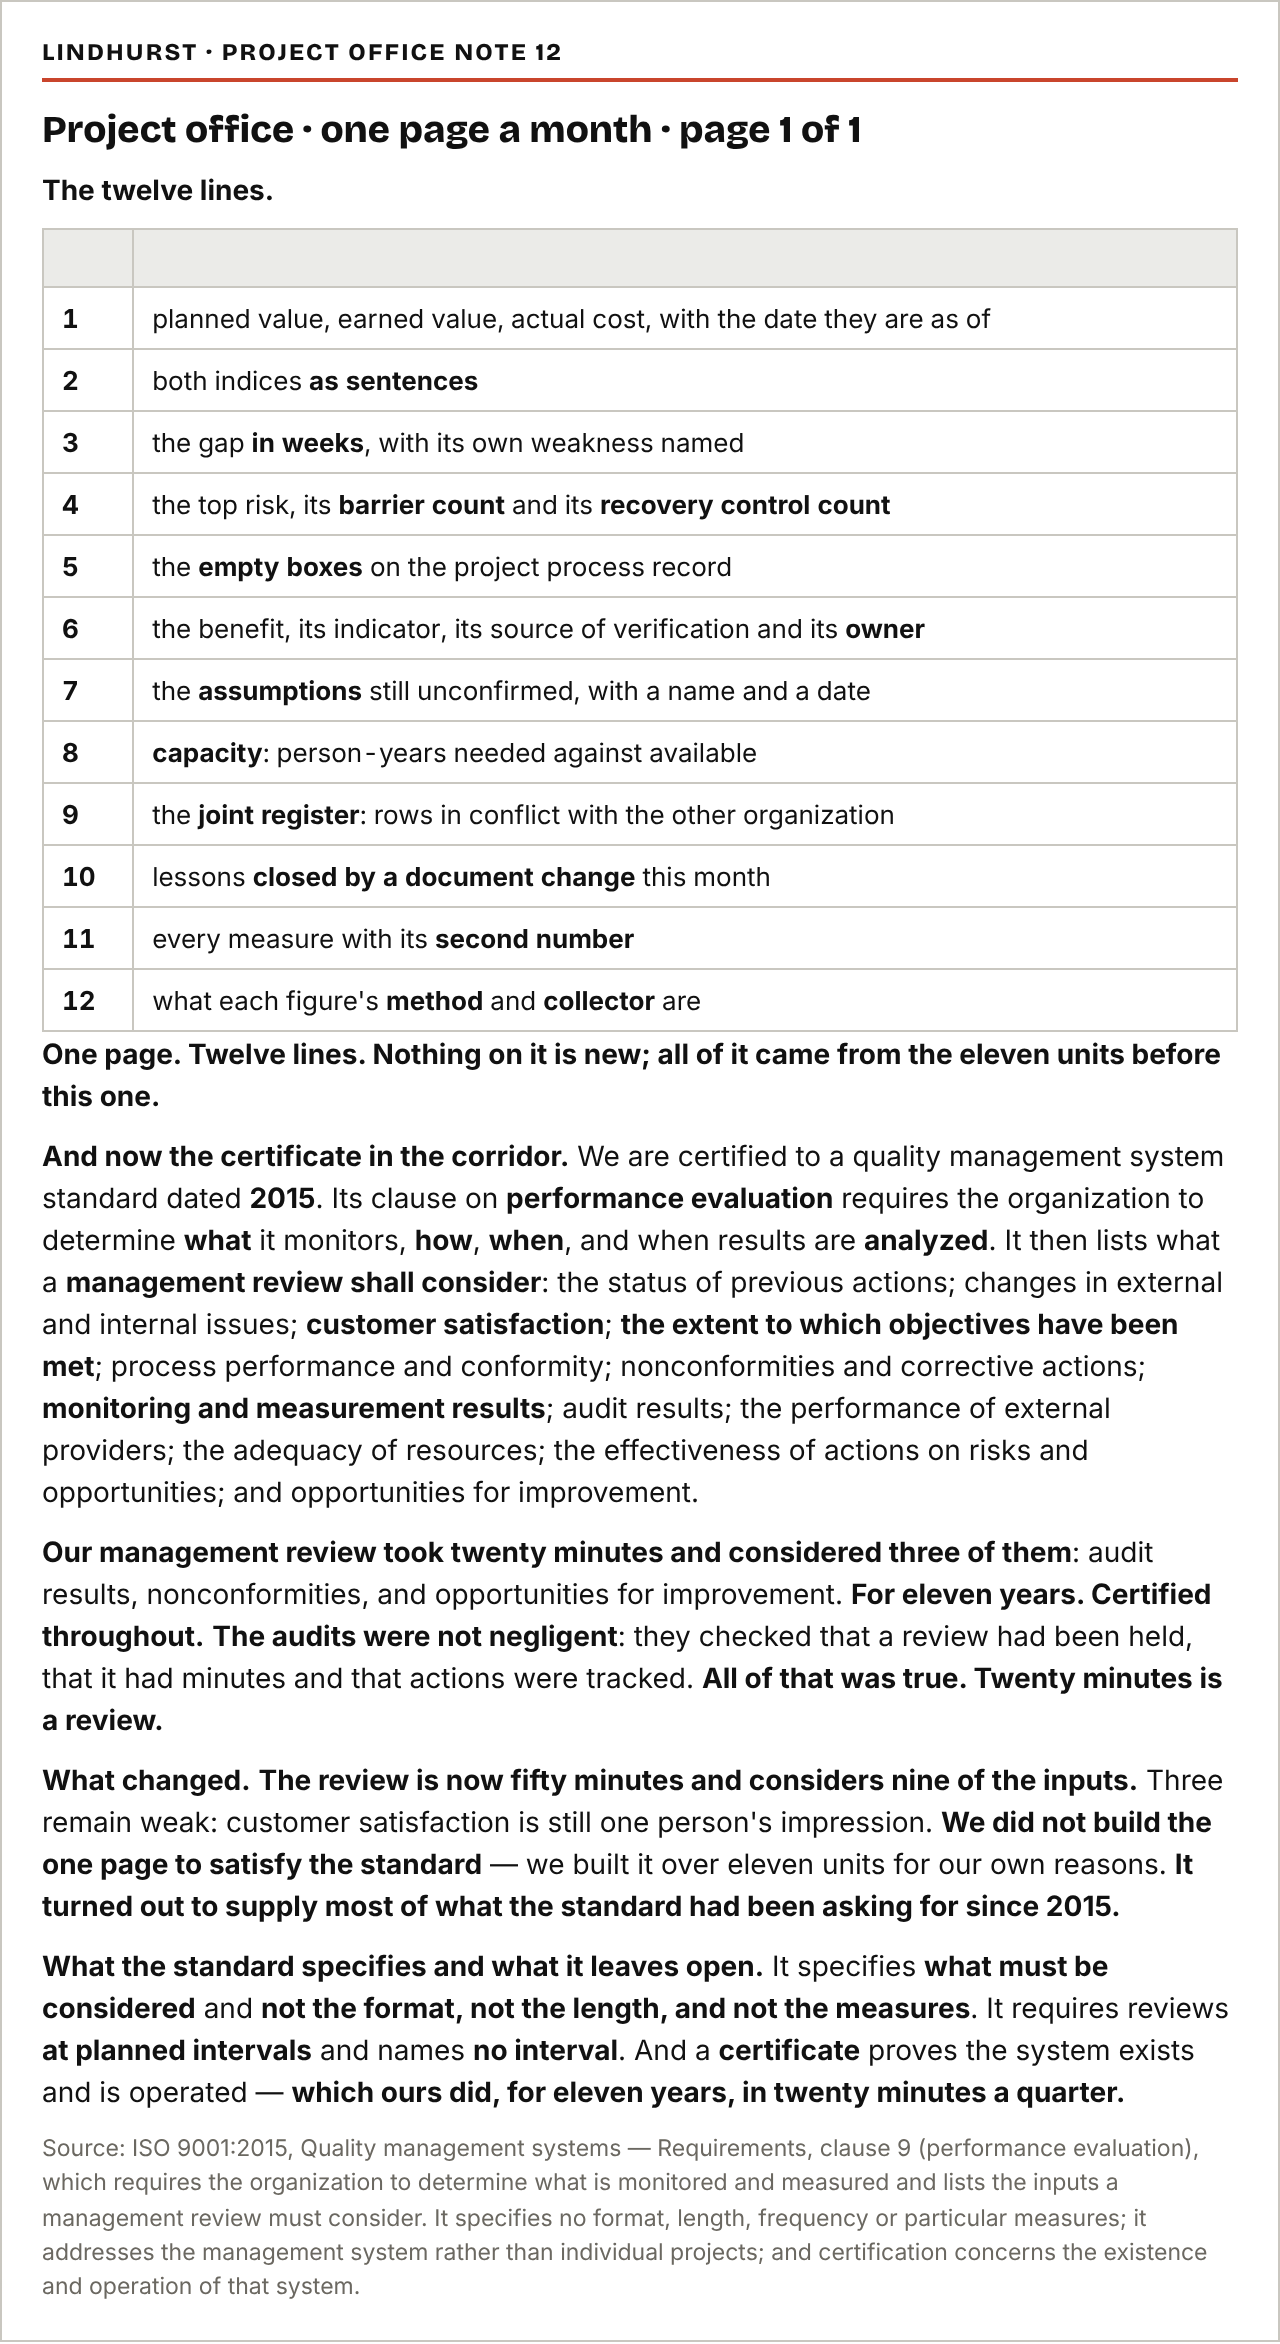 LINDHURST · PROJECT OFFICE NOTE 12
Project office · one page a month · page 1 of 1
The twelve lines.
1 planned value, earned value, actual cost, with the date they are as of
2 both indices as sentences
3 the gap in weeks, with its own weakness named
4 the top risk, its barrier count and its recovery control count
5 the empty boxes on the project process record
6 the benefit, its indicator, its source of verification and its owner
7 the assumptions still unconfirmed, with a name and a date
8 capacity: person-years needed against available
9 the joint register: rows in conflict with the other organization
10 lessons closed by a document change this month
11 every measure with its second number
12 what each figure's method and collector are
One page. Twelve lines. Nothing on it is new; all of it came from the eleven units before
this one.
And now the certificate in the corridor. We are certified to a quality management system
standard dated 2015. Its clause on performance evaluation requires the organization to
determine what it monitors, how, when, and when results are analyzed. It then lists what
a management review shall consider: the status of previous actions; changes in external
and internal issues; customer satisfaction; the extent to which objectives have been
met; process performance and conformity; nonconformities and corrective actions;
monitoring and measurement results; audit results; the performance of external
providers; the adequacy of resources; the effectiveness of actions on risks and
opportunities; and opportunities for improvement.
Our management review took twenty minutes and considered three of them: audit
results, nonconformities, and opportunities for improvement. For eleven years. Certified
throughout. The audits were not negligent: they checked that a review had been held,
that it had minutes and that actions were tracked. All of that was true. Twenty minutes is
a review.
What changed. The review is now fifty minutes and considers nine of the inputs. Three
remain weak: customer satisfaction is still one person's impression. We did not build the
one page to satisfy the standard — we built it over eleven units for our own reasons. It
turned out to supply most of what the standard had been asking for since 2015.
What the standard specifies and what it leaves open. It specifies what must be
considered and not the format, not the length, and not the measures. It requires reviews
at planned intervals and names no interval. And a certificate proves the system exists
and is operated — which ours did, for eleven years, in twenty minutes a quarter.
Source: ISO 9001:2015, Quality management systems — Requirements, clause 9 (performance evaluation),
which requires the organization to determine what is monitored and measured and lists the inputs a
management review must consider. It specifies no format, length, frequency or particular measures; it
addresses the management system rather than individual projects; and certification concerns the existence
and operation of that system.